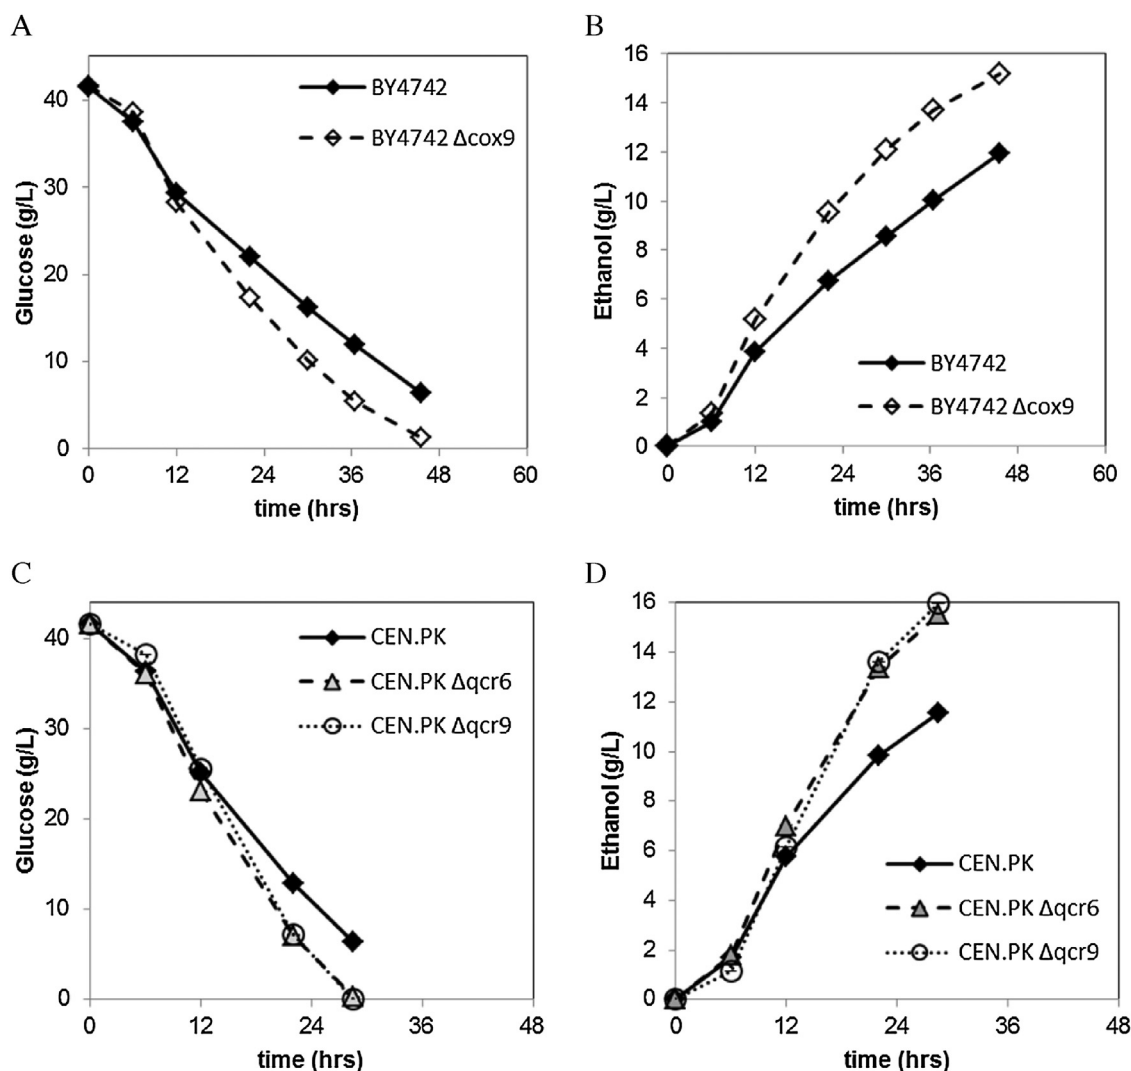 A
Glucose (g/L)
40
30
20
10
0
BY4742
BY4742 Δcox9
0 12 24 36 48 60
time (hrs)
B
Ethanol (g/L)
16
14
12
10
8
6
4
2
0
BY4742
BY4742 Δcox9
0 12 24 36 48 60
time (hrs)
C
Glucose (g/L)
40
30
20
10
0
CEN.PK
CEN.PK Δqcr6
CEN.PK Δqcr9
0 12 24 36 48
time (hrs)
D
Ethanol (g/L)
16
14
12
10
8
6
4
2
0
CEN.PK
CEN.PK Δqcr6
CEN.PK Δqcr9
0 12 24 36 48
time (hrs)